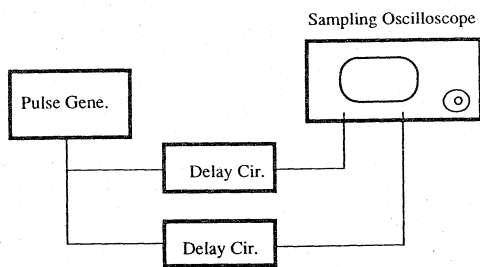 Sampling Oscilloscope
Pulse Gene.
Delay Cir.
Delay Cir.